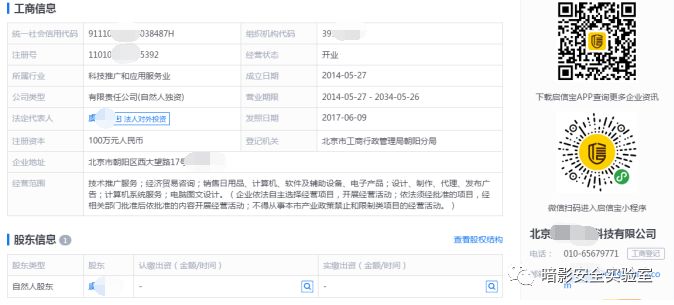 工商信息
统一社会信用代码 91110 038487H 组织机构代码 39
注册号 11010 5392 经营状态 开业
所属行业 科技推广和应用服务业 成立日期 2014-05-27
公司类型 有限责任公司(自然人独资) 营业期限 2014-05-27 - 2034-05-26
法定代表人 法人对外投资 发照日期 2017-06-09
注册资本 100万元人民币 登记机关 北京市工商行政管理局朝阳分局
企业地址 北京市朝阳区西大望路17号
经营范围 技术推广服务；经济贸易咨询；销售日用品、计算机、软件及辅助设备、电子产品；设计、制作、代理、发布广
告；计算机系统服务；电脑图文设计。（企业依法自主选择经营项目，开展经营活动；依法须经批准的项目，经
相关部门批准后依批准的内容开展经营活动；不得从事本市产业政策禁止和限制类项目的经营活动。）
股东信息 1 查看股权结构
股东类型 股东 认缴出资（金额/时间） 实缴出资（金额/时间）
自然人股东 - -
下载启信宝APP查询更多企业资讯
微信扫码进入启信宝小程序
北京 科技有限公司
电话： 010-65679771 工商登记
暗影安全实验室